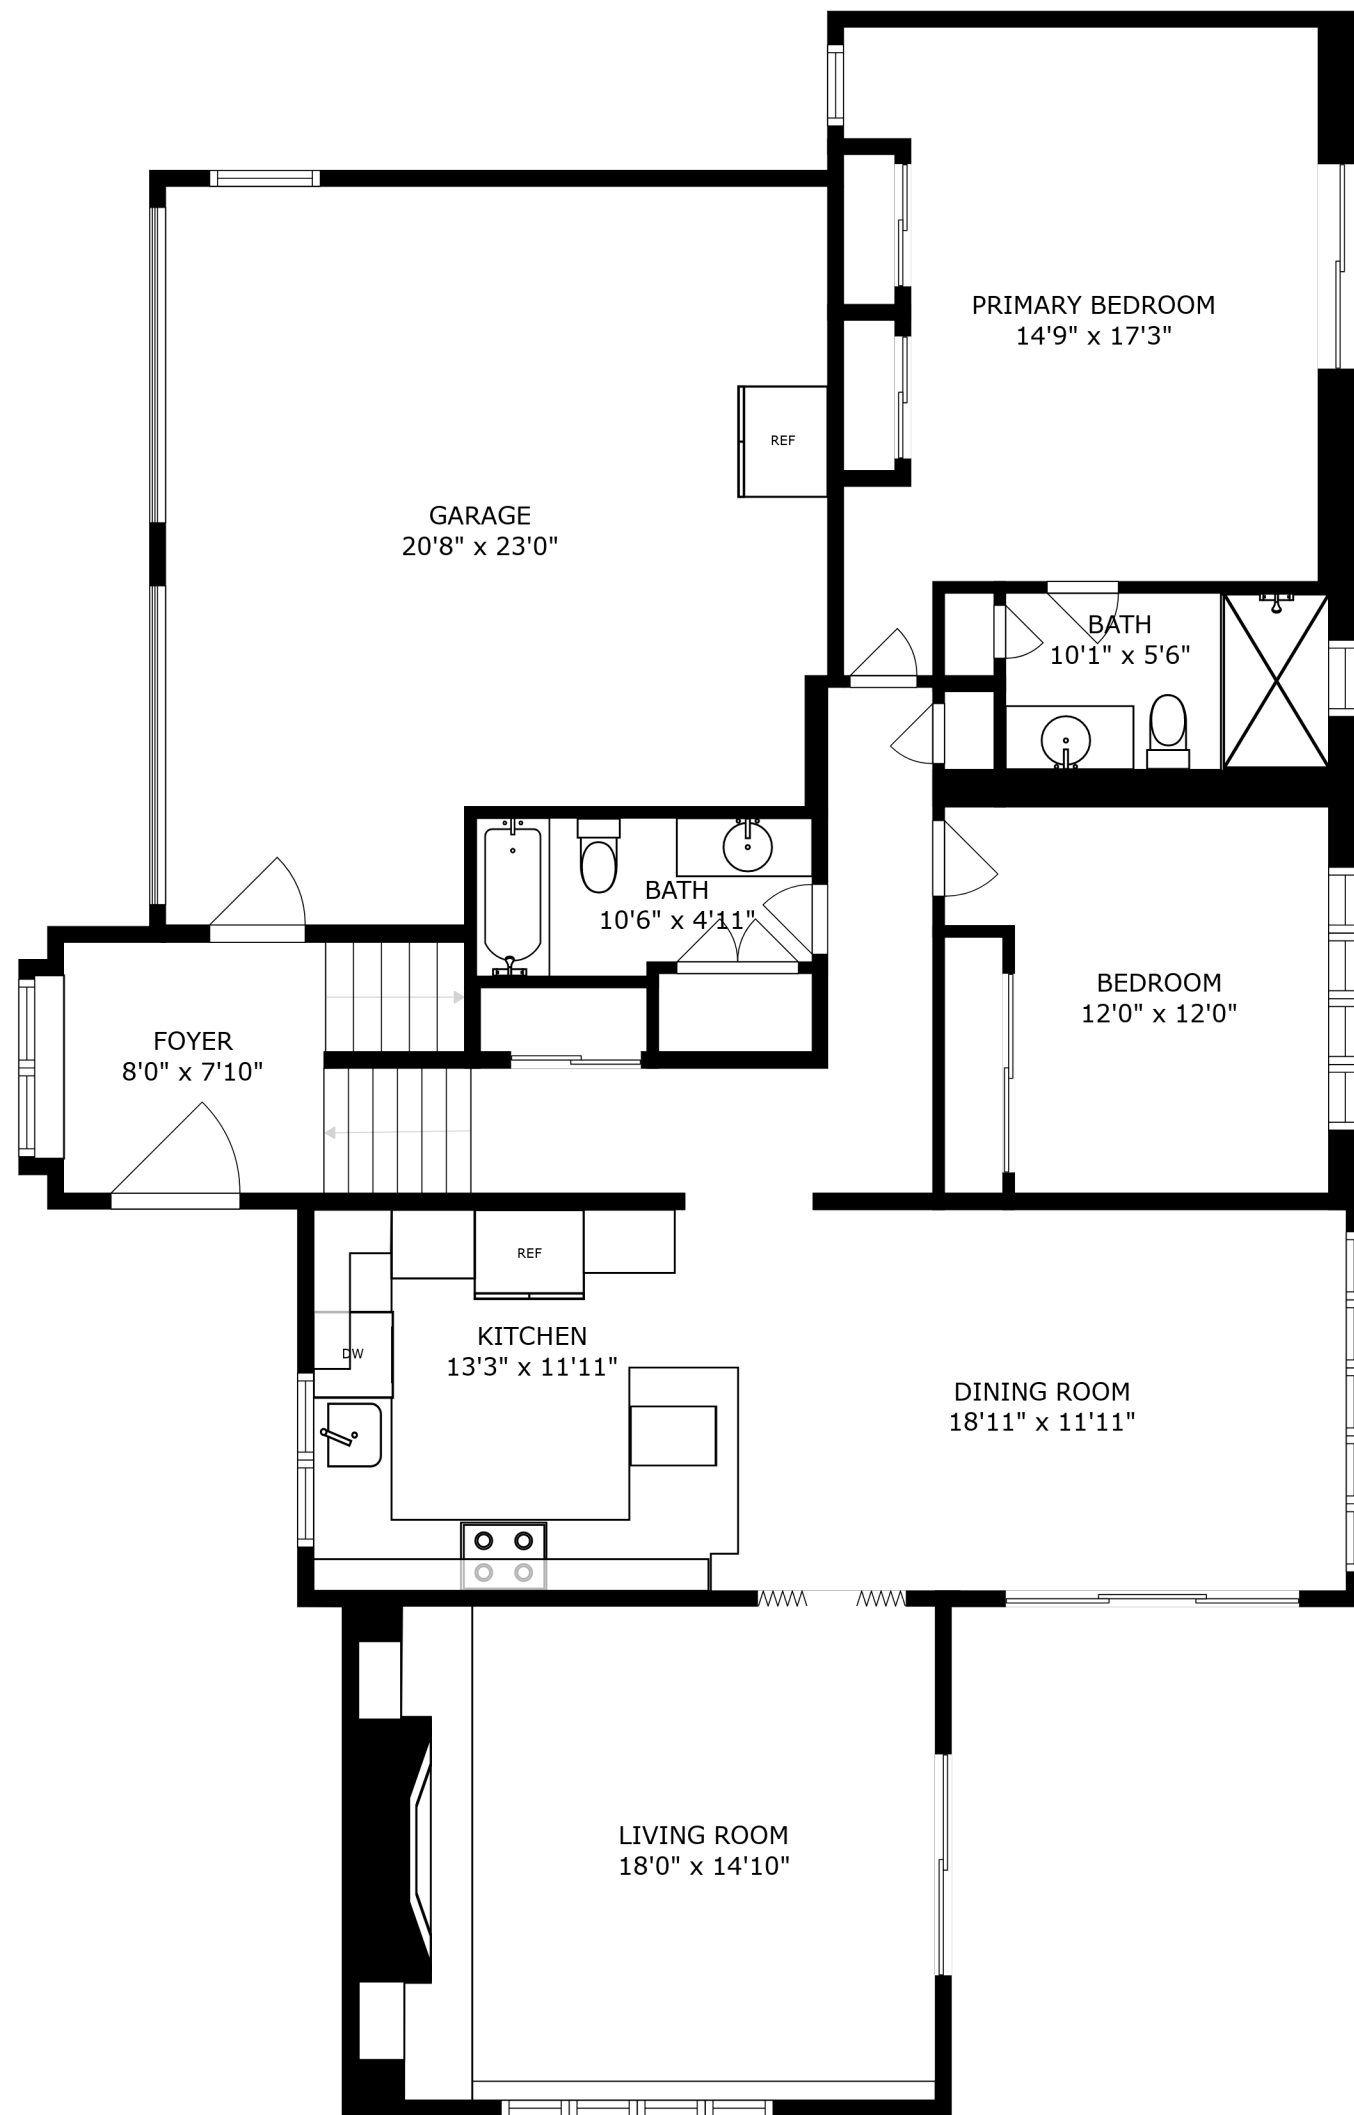 PRIMARY BEDROOM
14'9" x 17'3"
REF
GARAGE
20'8" x 23'0"
BATH
10'1" x 5'6"
BATH
10'6" x 4'11"
BEDROOM
12'0" x 12'0"
FOYER
8'0" x 7'10"
REF
KITCHEN
13'3" x 11'11"
DW
DINING ROOM
18'11" x 11'11"
LIVING ROOM
18'0" x 14'10"